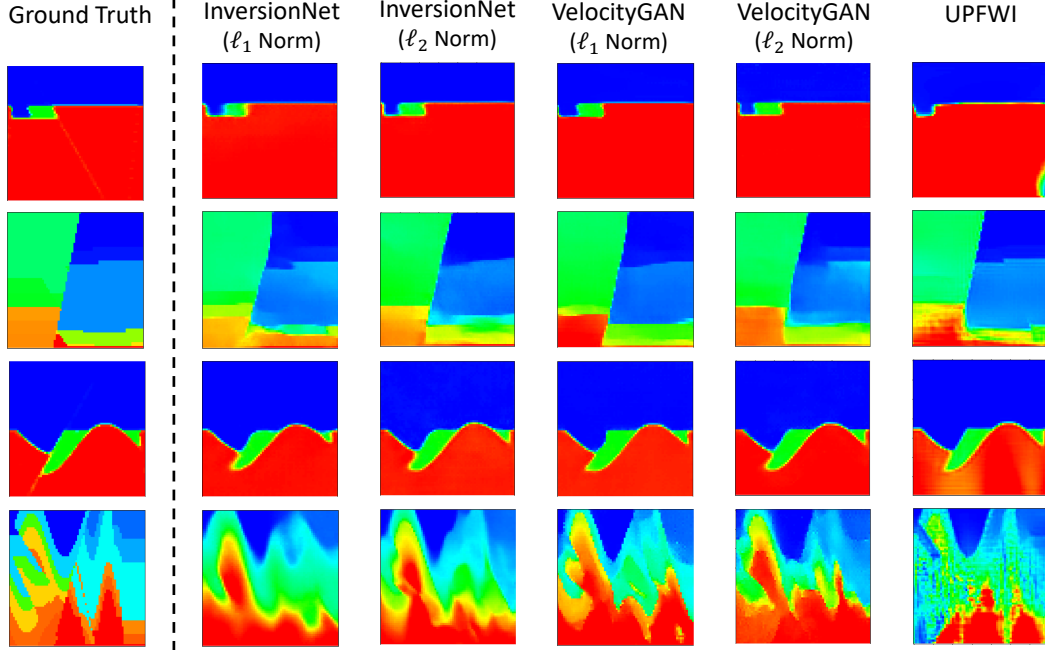 Ground Truth InversionNet InversionNet VelocityGAN VelocityGAN UPFWI
(ℓ₁ Norm) (ℓ₂ Norm) (ℓ₁ Norm) (ℓ₂ Norm)